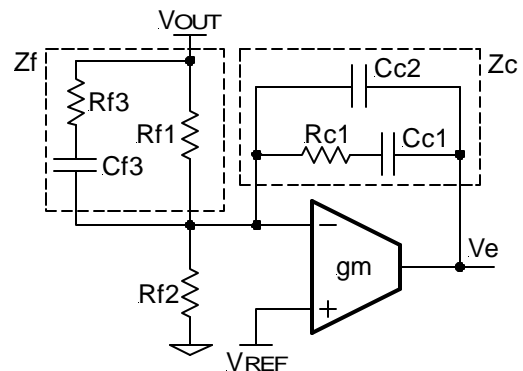 VOUT
Zf
Zc
Cc2
Rf3
Rf1
Rc1
Cc1
Cf3
−
gm
Ve
Rf2
+
VREF